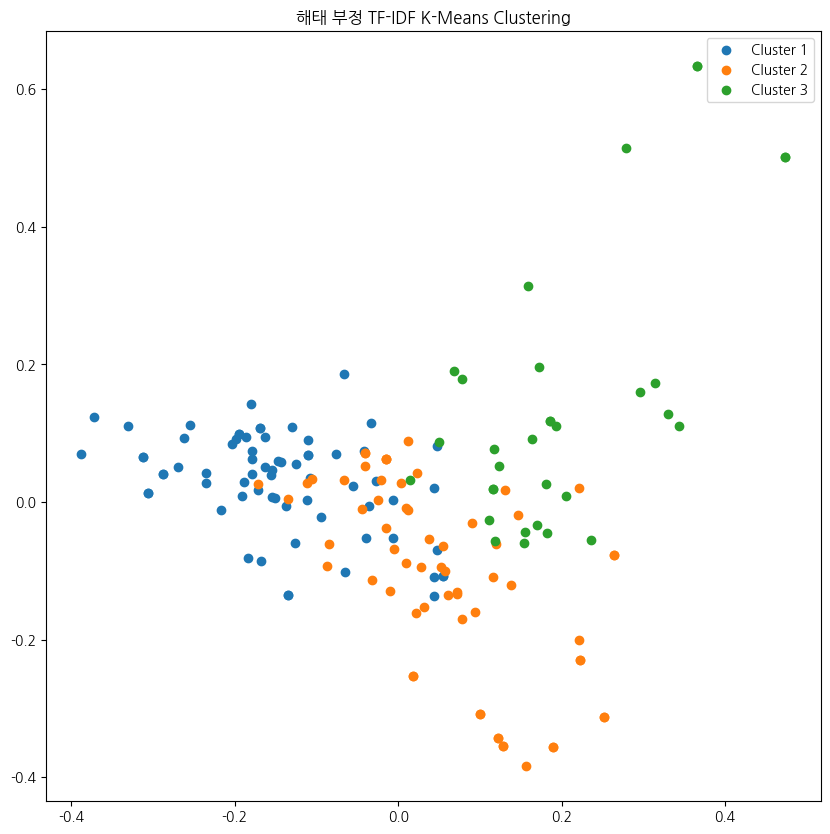 해태 부정 TF-IDF K-Means Clustering
Cluster 1
Cluster 2
Cluster 3
0.6
0.4
0.2
0.0
-0.2
-0.4
-0.4 -0.2 0.0 0.2 0.4